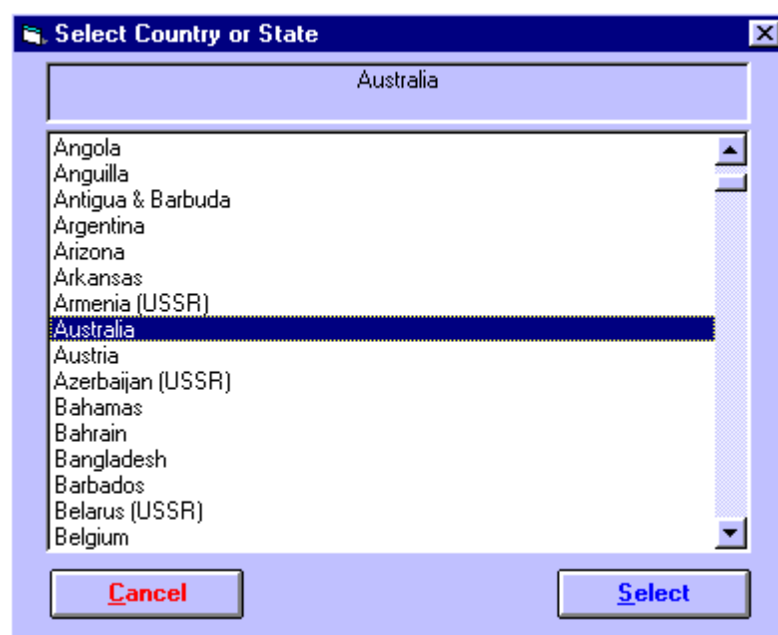 Select Country or State
Australia
Angola
Anguilla
Antigua & Barbuda
Argentina
Arizona
Arkansas
Armenia (USSR)
Australia
Austria
Azerbaijan (USSR)
Bahamas
Bahrain
Bangladesh
Barbados
Belarus (USSR)
Belgium
Cancel
Select